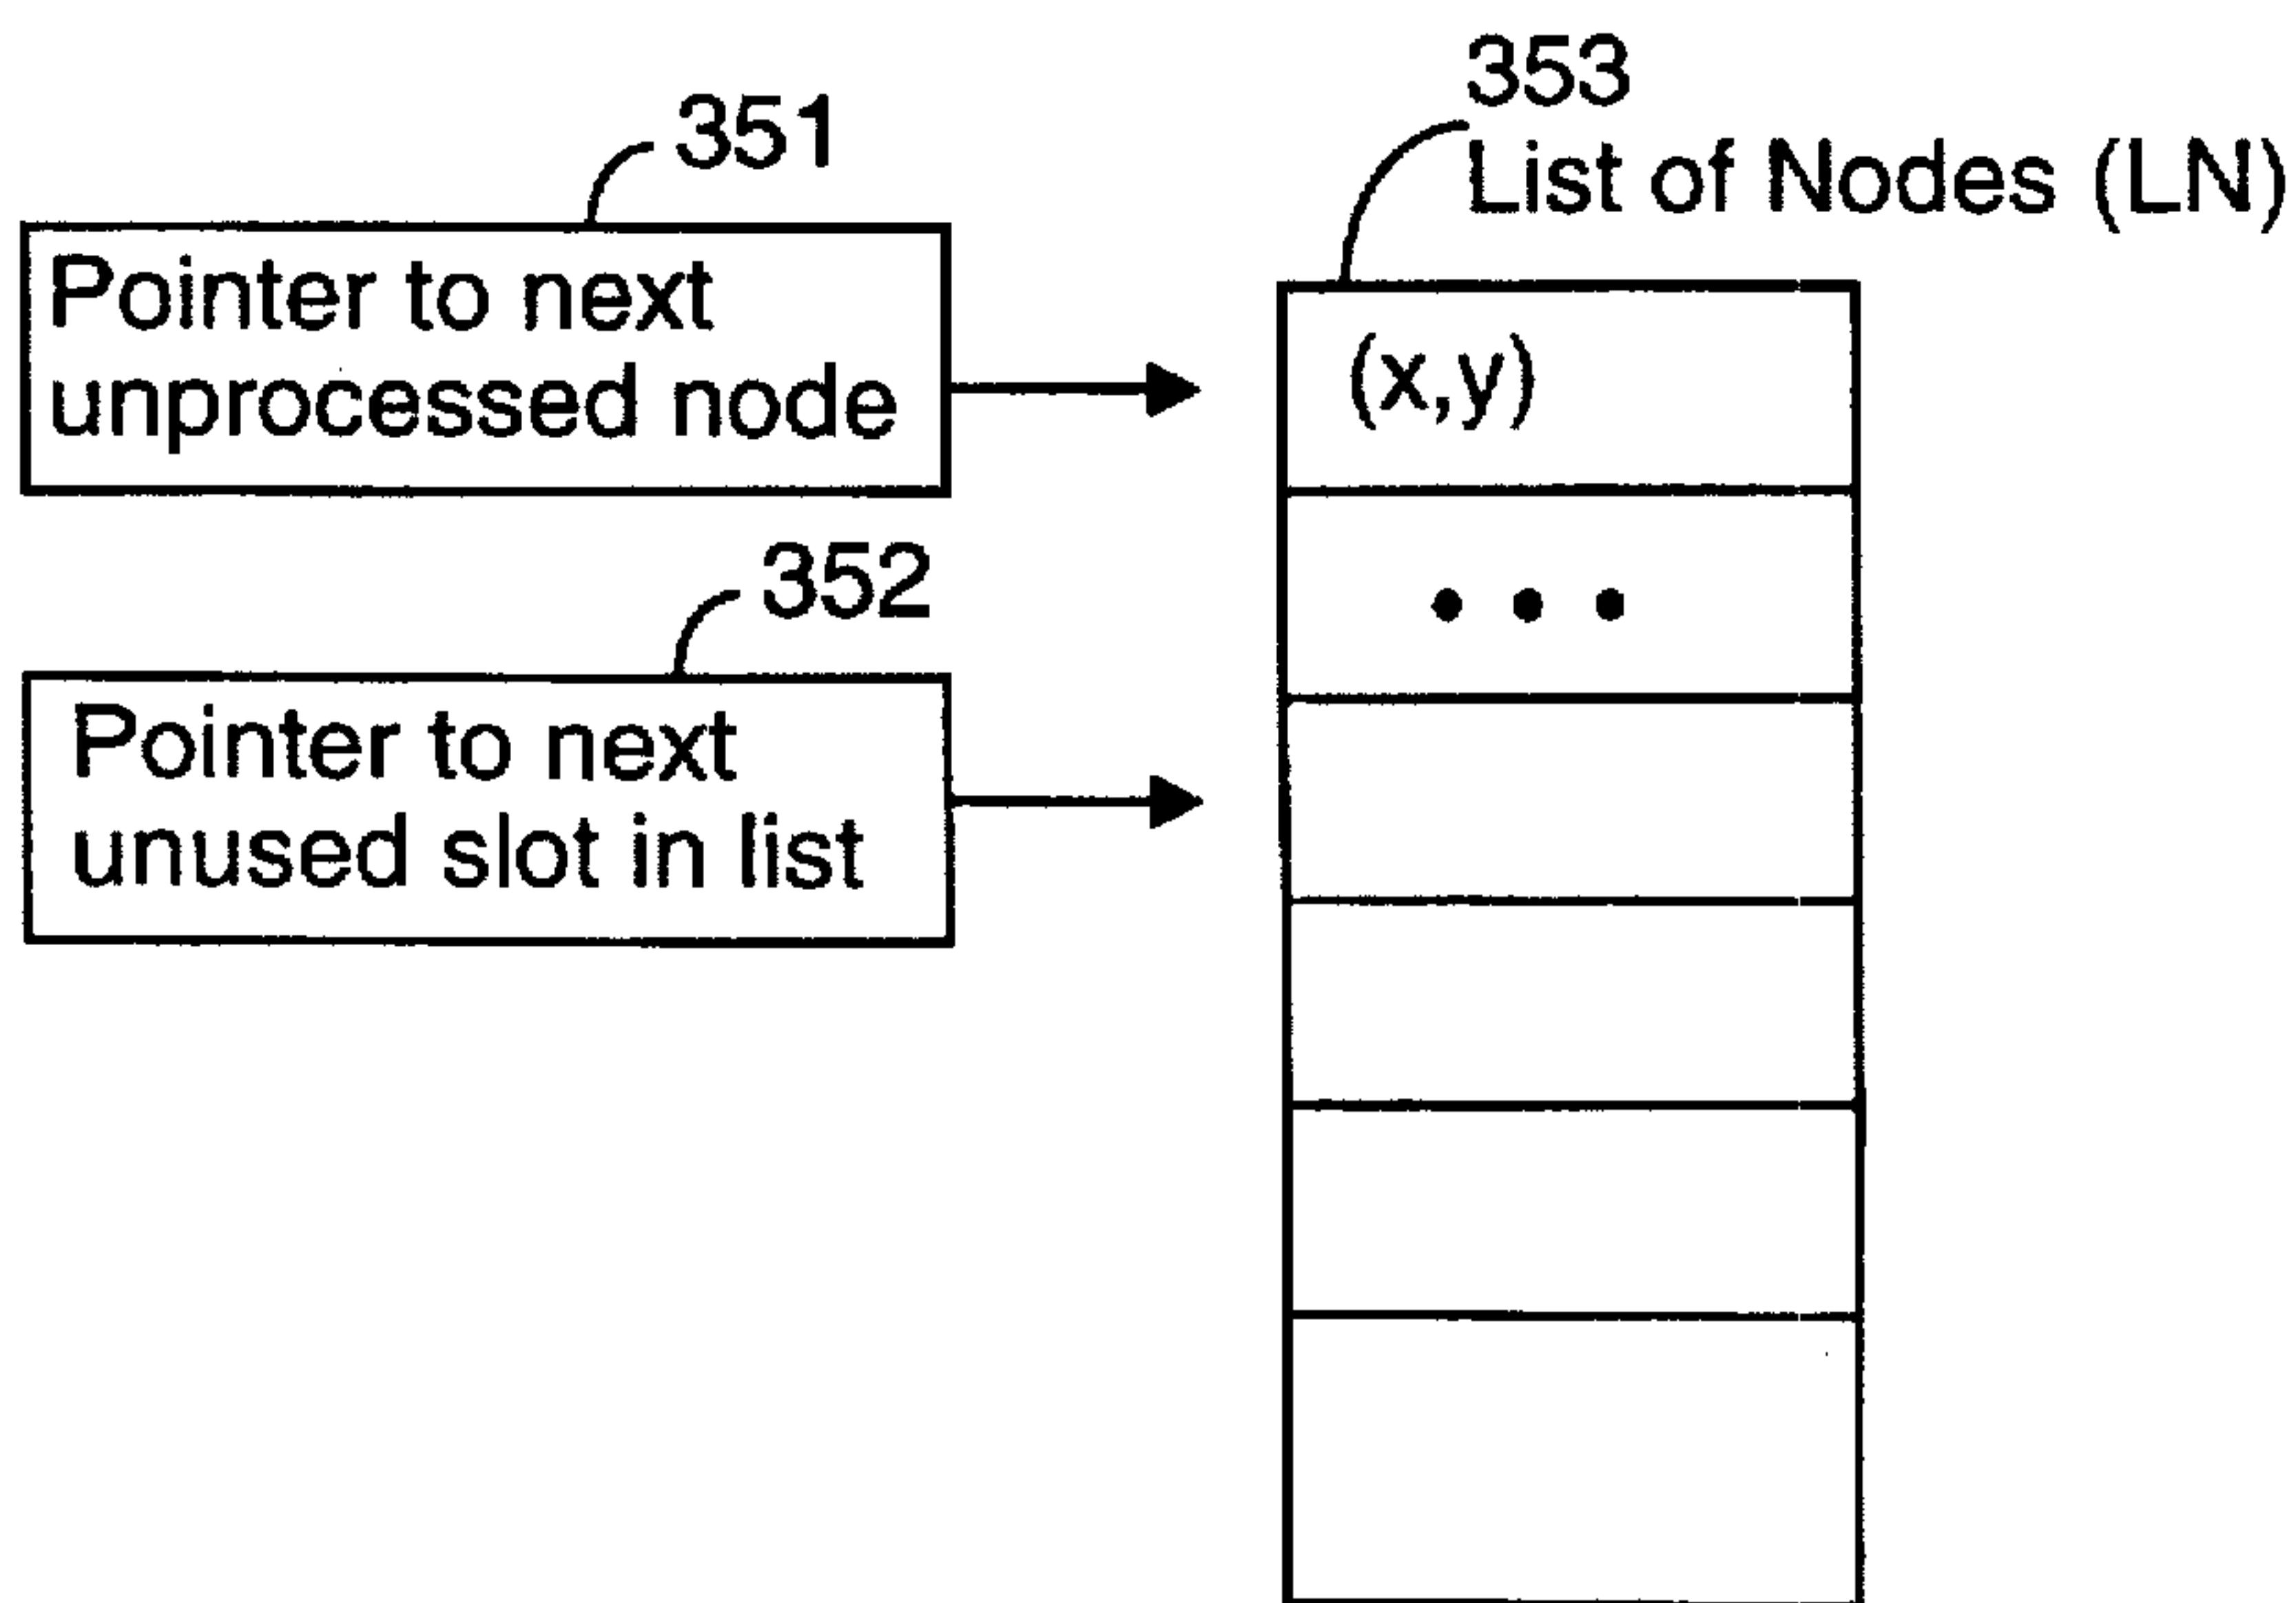 351
Pointer to next
unprocessed node
352
Pointer to next
unused slot in list
353
List of Nodes (LN)
(x,y)
• • •